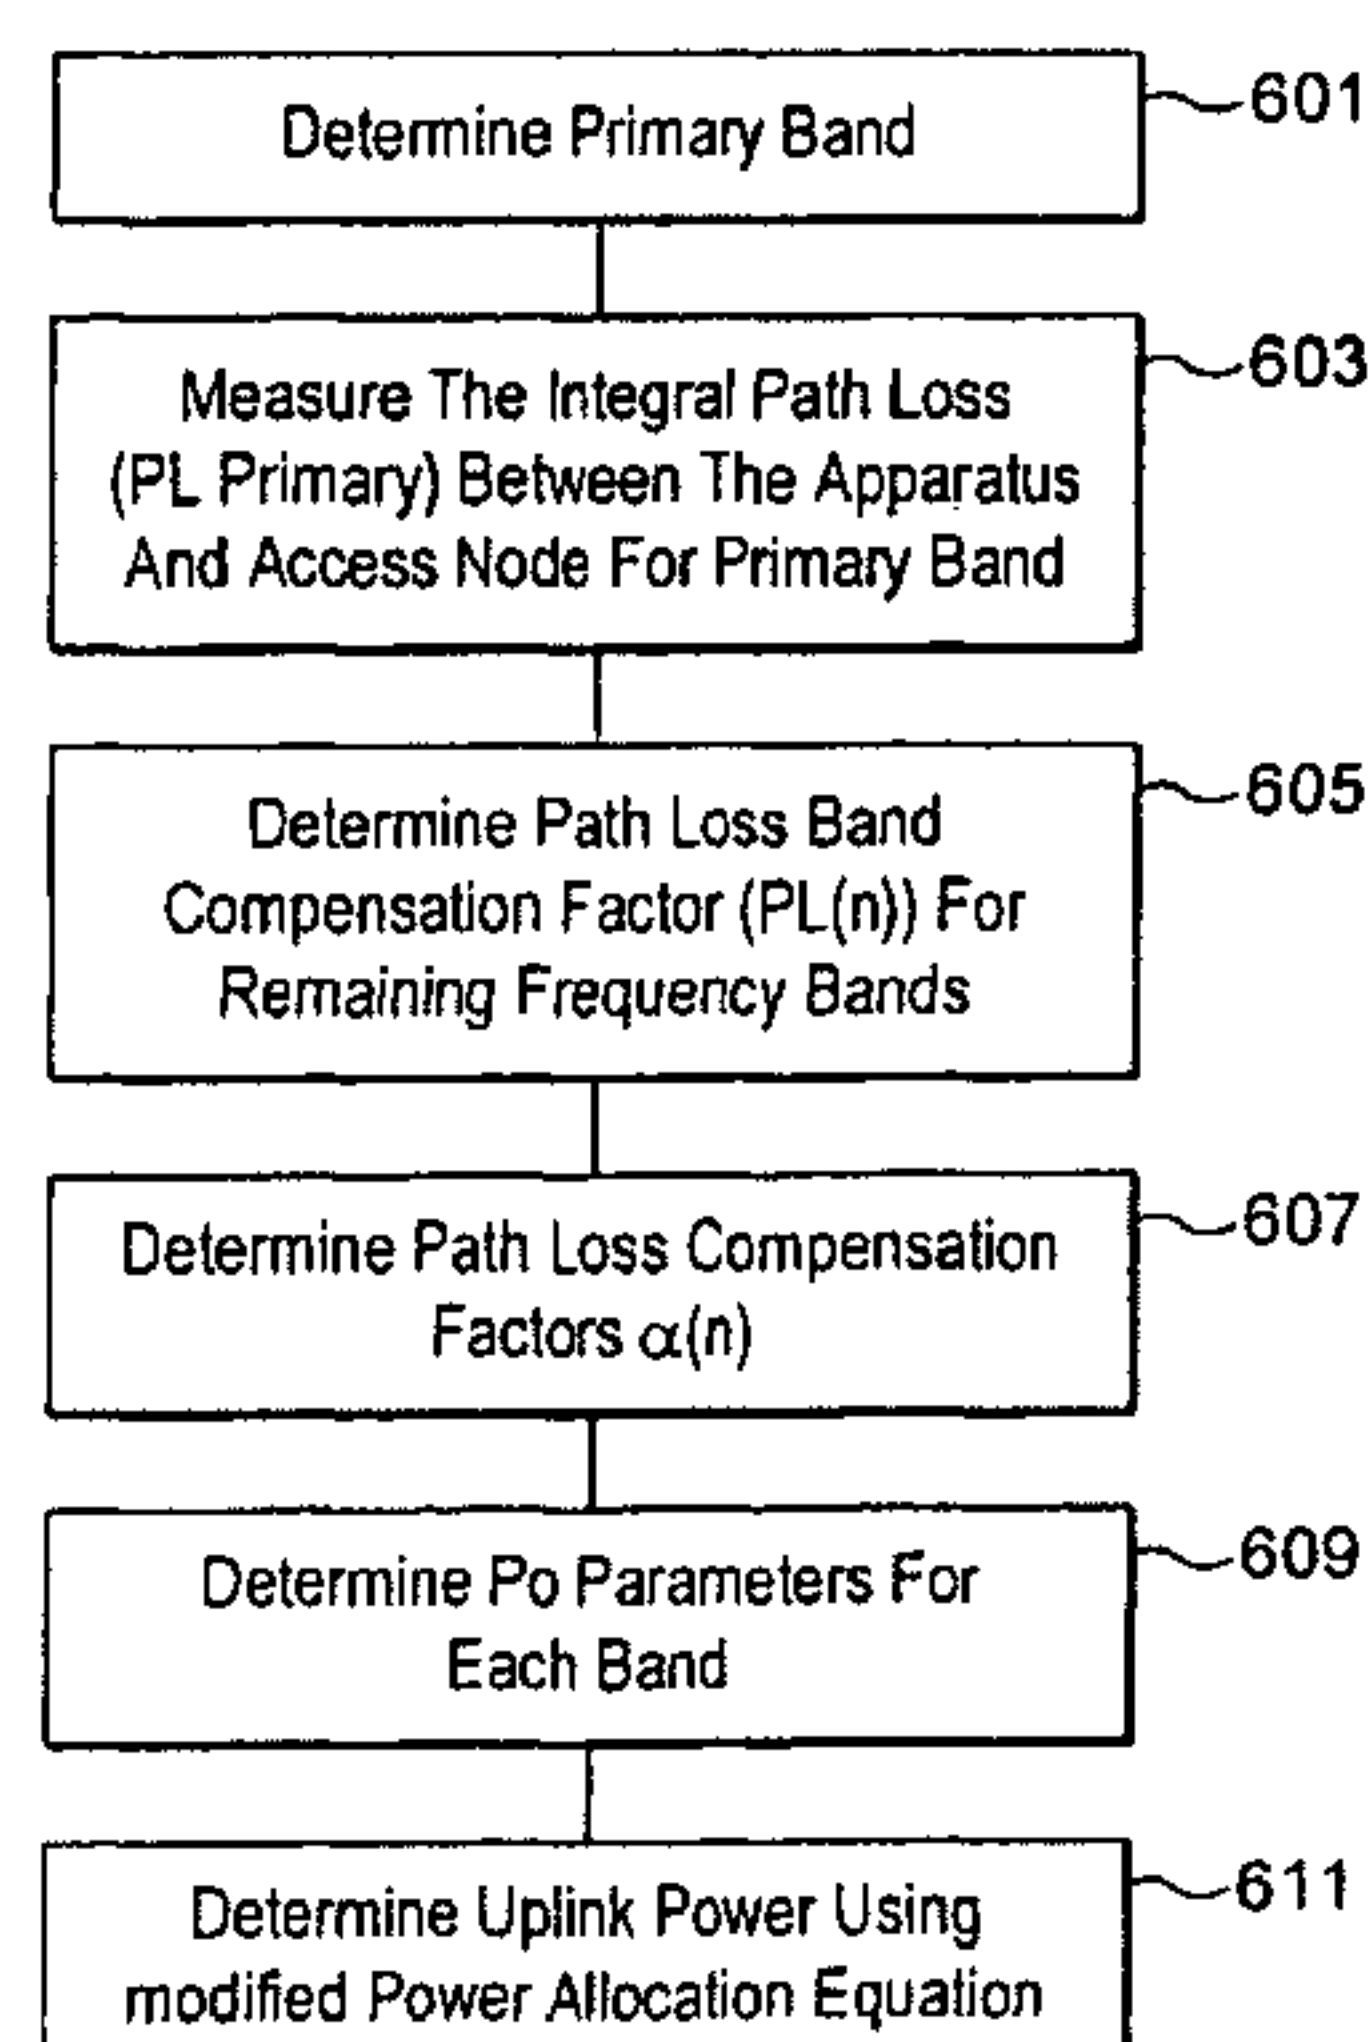 Determine Primary Band
601
Measure The Integral Path Loss
(PL Primary) Between The Apparatus
And Access Node For Primary Band
603
Determine Path Loss Band
Compensation Factor (PL(n)) For
Remaining Frequency Bands
605
Determine Path Loss Compensation
Factors α(n)
607
Determine Po Parameters For
Each Band
609
Determine Uplink Power Using
modified Power Allocation Equation
611